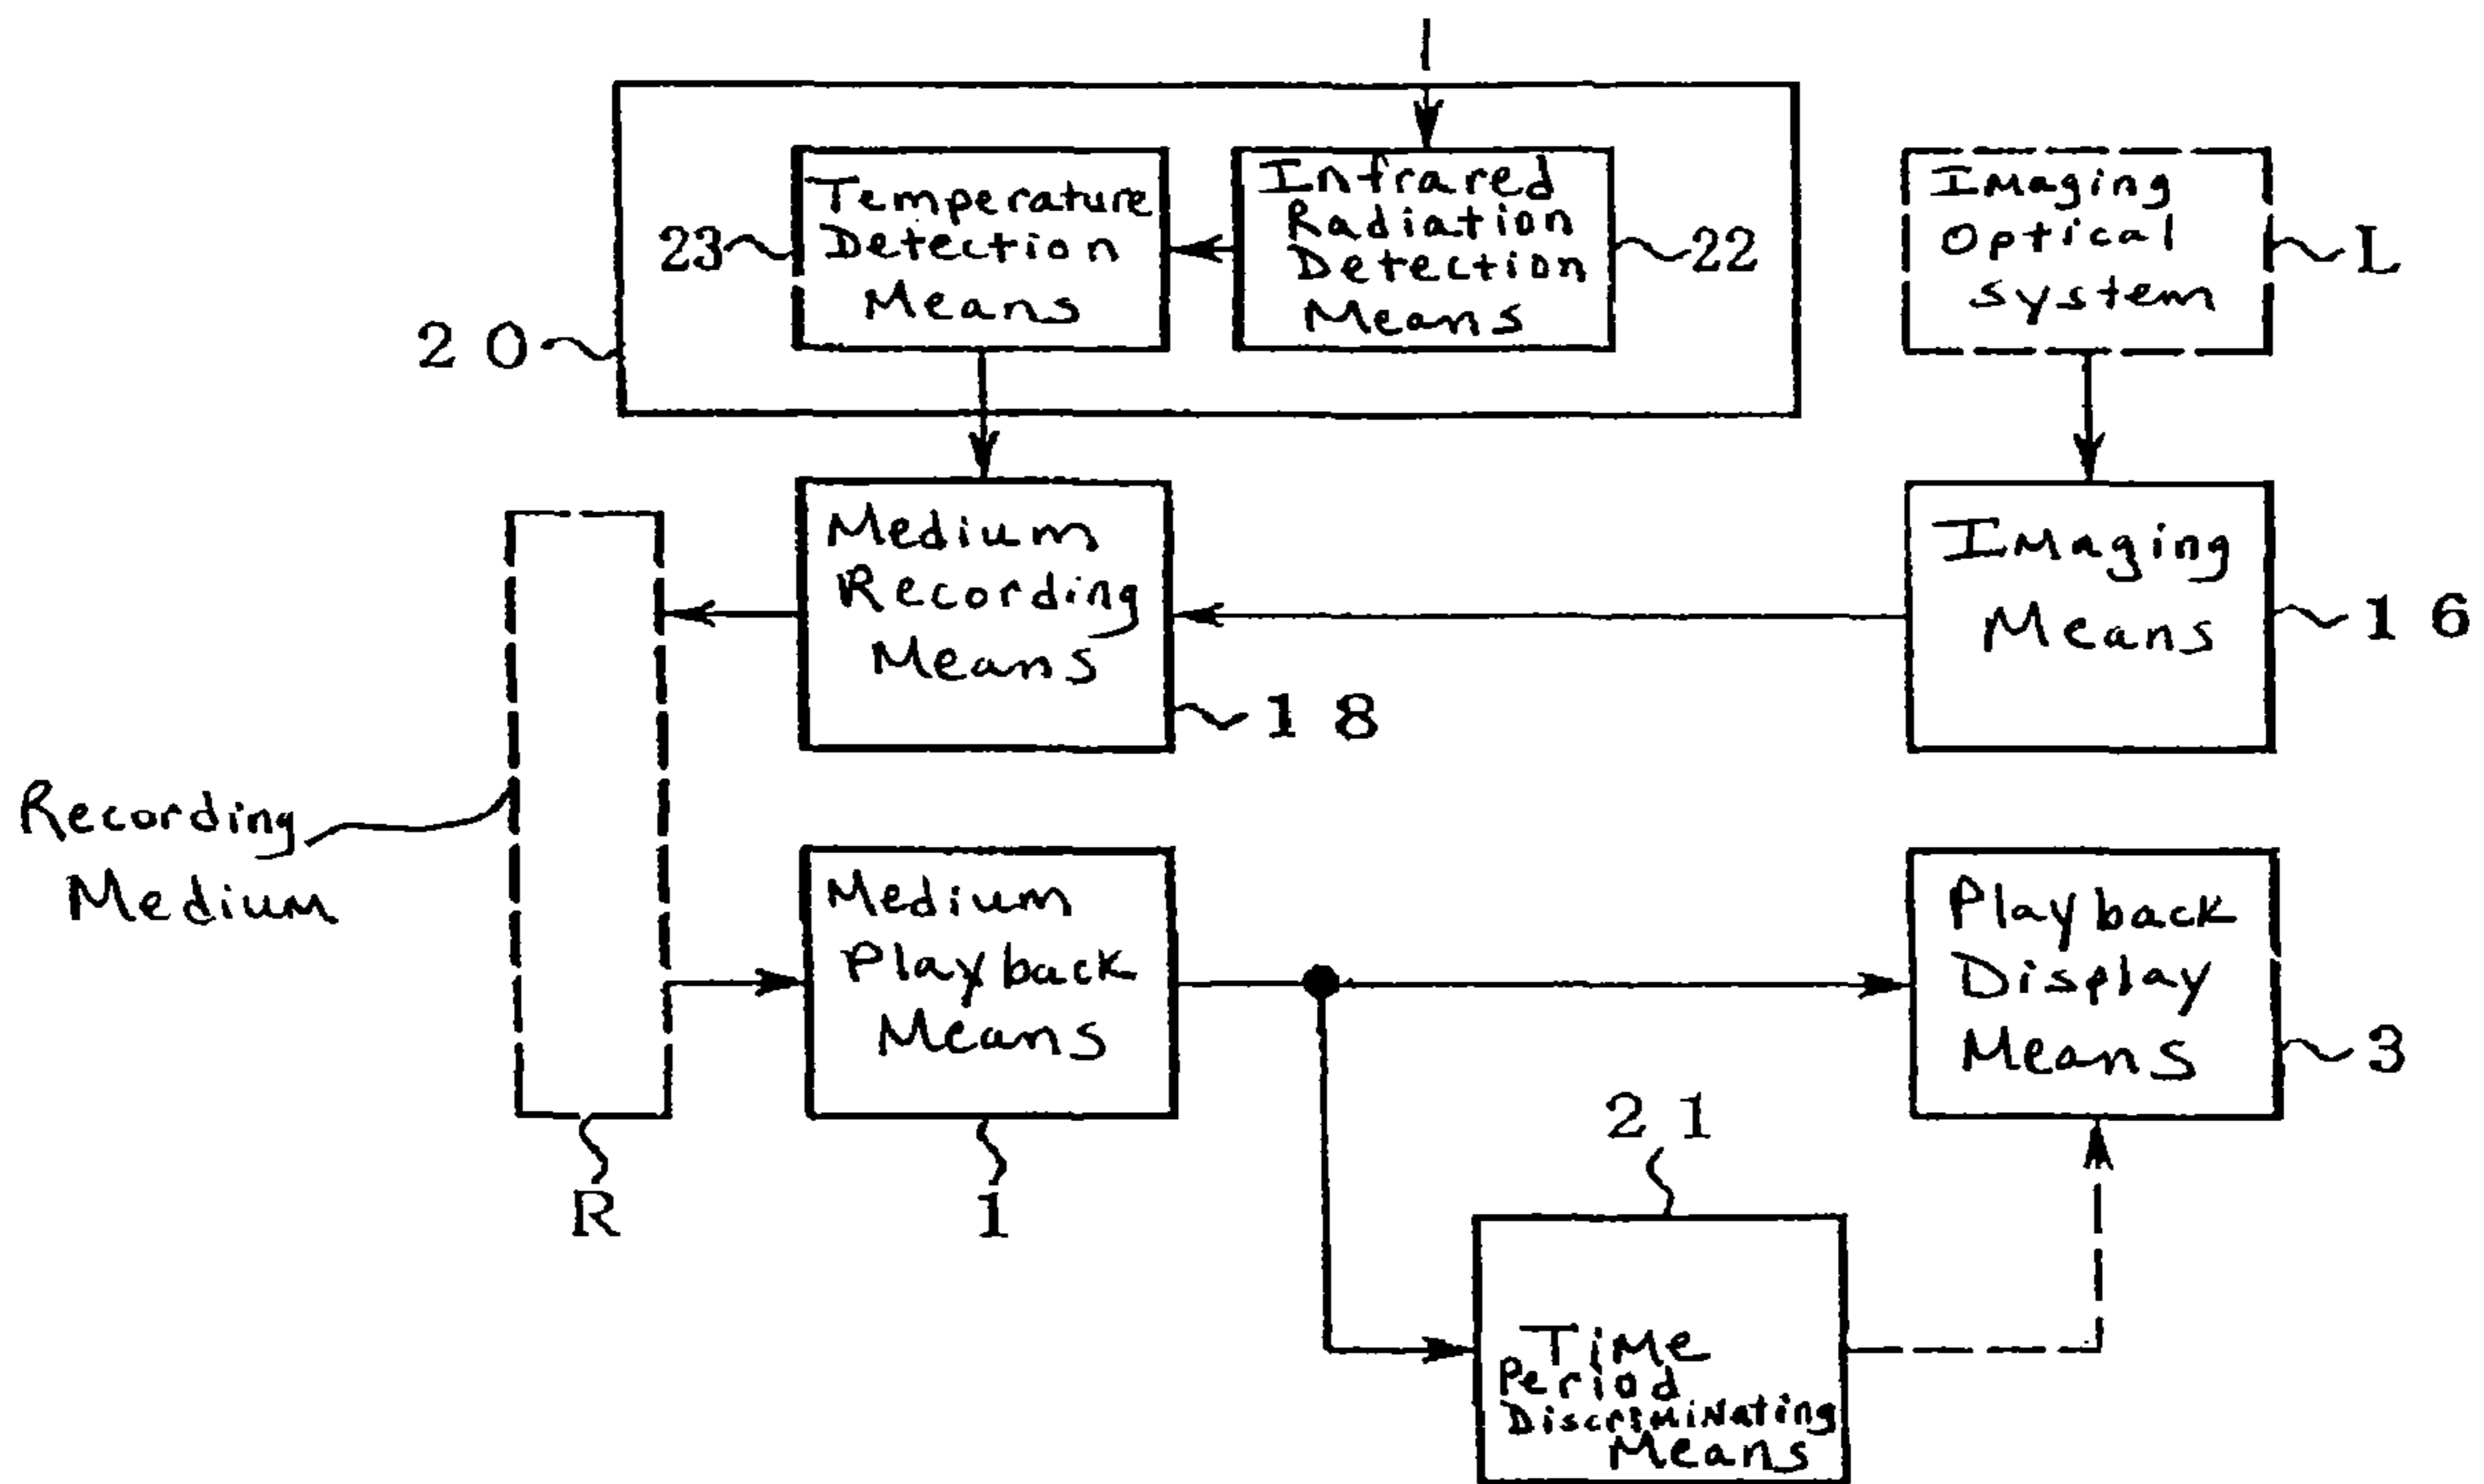 Temperature
Detection
Means
23
Infrared
Radiation
Detection
Means
22
Imaging
Optical
system
L
20
Medium
Recording
Means
18
Imaging
Means
16
Recording
Medium
R
Medium
Playback
Means
1
Playback
Display
Means
3
21
Time
Period
Discriminating
Means